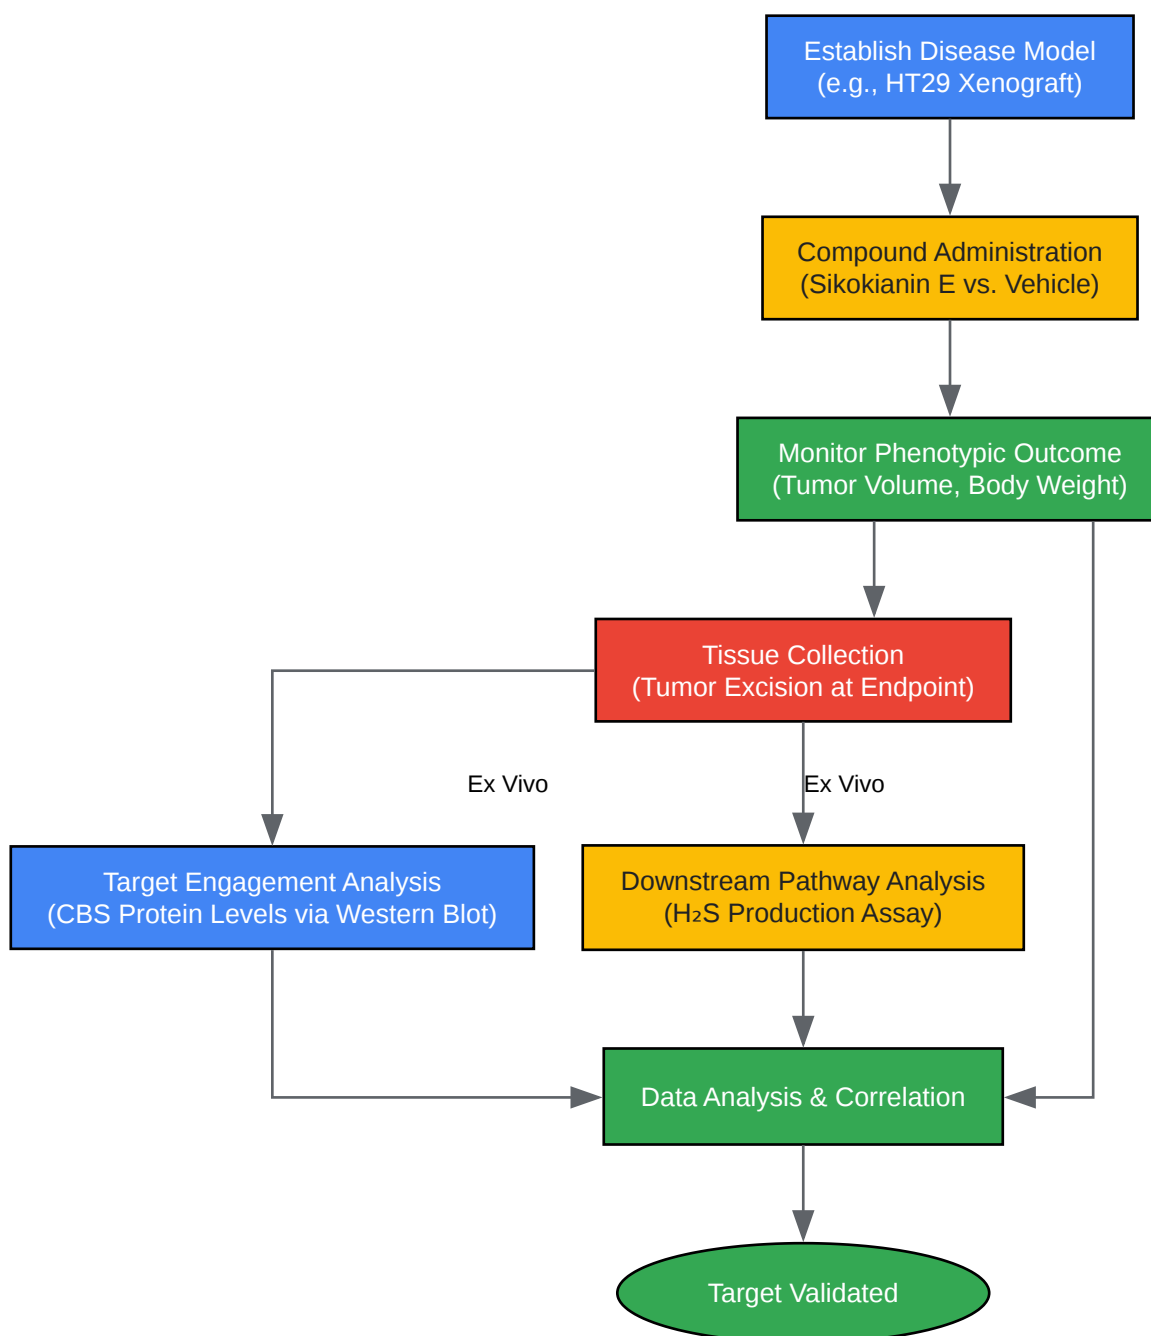 Establish Disease Model
(e.g., HT29 Xenograft)
Compound Administration
(Sikokianin E vs. Vehicle)
Monitor Phenotypic Outcome
(Tumor Volume, Body Weight)
Tissue Collection
(Tumor Excision at Endpoint)
Ex Vivo
Ex Vivo
Target Engagement Analysis
(CBS Protein Levels via Western Blot)
Downstream Pathway Analysis
(H₂S Production Assay)
Data Analysis & Correlation
Target Validated